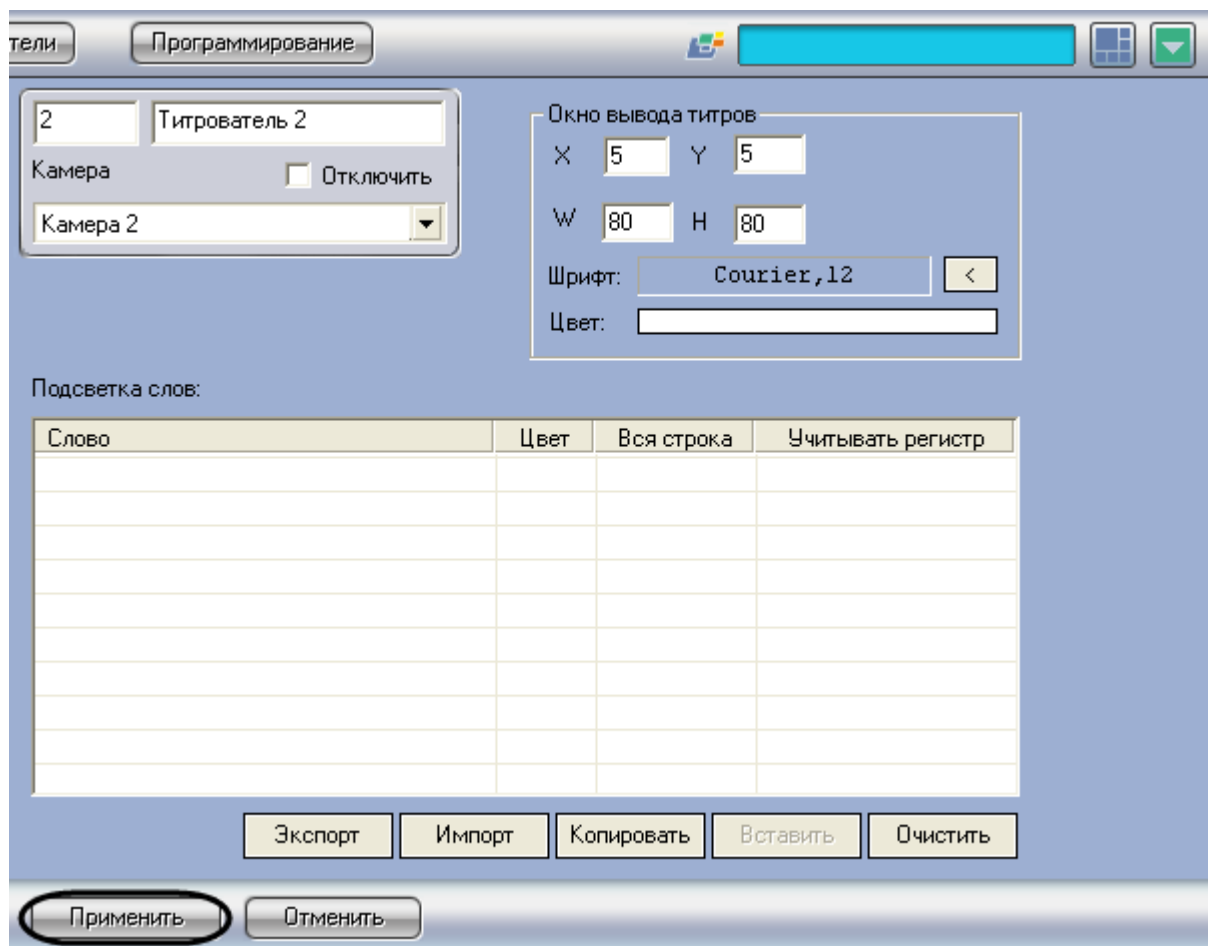 тели Программирование
2 Титрователь 2
Камера Отключить
Камера 2
Окно вывода титров
X 5 Y 5
W 80 H 80
Шрифт: Courier,12 <
Цвет:
Подсветка слов:
Слово Цвет Вся строка Учитывать регистр
Экспорт Импорт Копировать Вставить Очистить
Применить Отменить